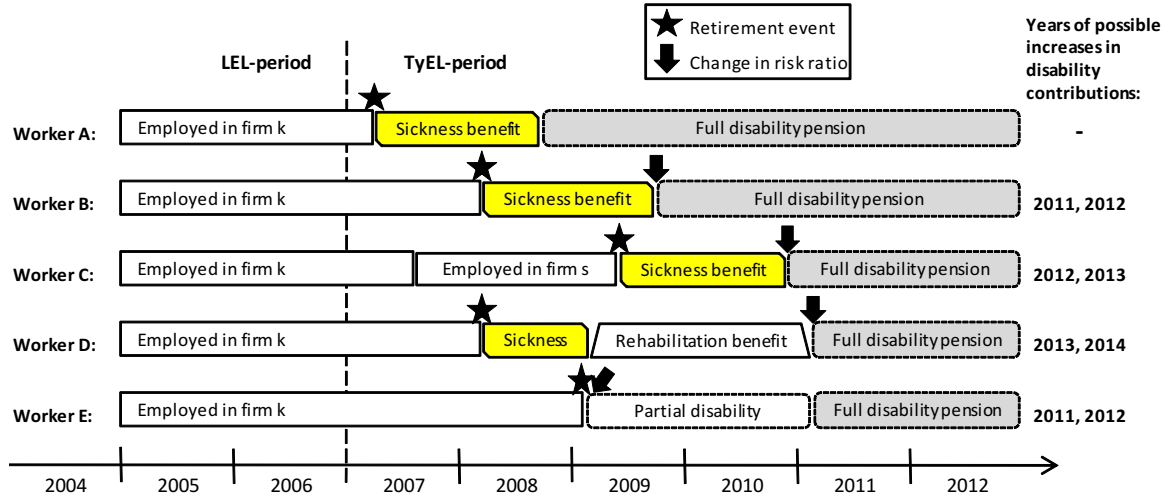 Retirement event
Change in risk ratio
Years of possible
increases in
disability
contributions:
LEL-period
TyEL-period
Worker A:
Employed in firm k
Sickness benefit
Full disability pension
-
Worker B:
Employed in firm k
Sickness benefit
Full disability pension
2011, 2012
Worker C:
Employed in firm k
Employed in firm s
Sickness benefit
Full disability pension
2012, 2013
Worker D:
Employed in firm k
Sickness
Rehabilitation benefit
Full disability pension
2013, 2014
Worker E:
Employed in firm k
Partial disability
Full disability pension
2011, 2012
2004
2005
2006
2007
2008
2009
2010
2011
2012